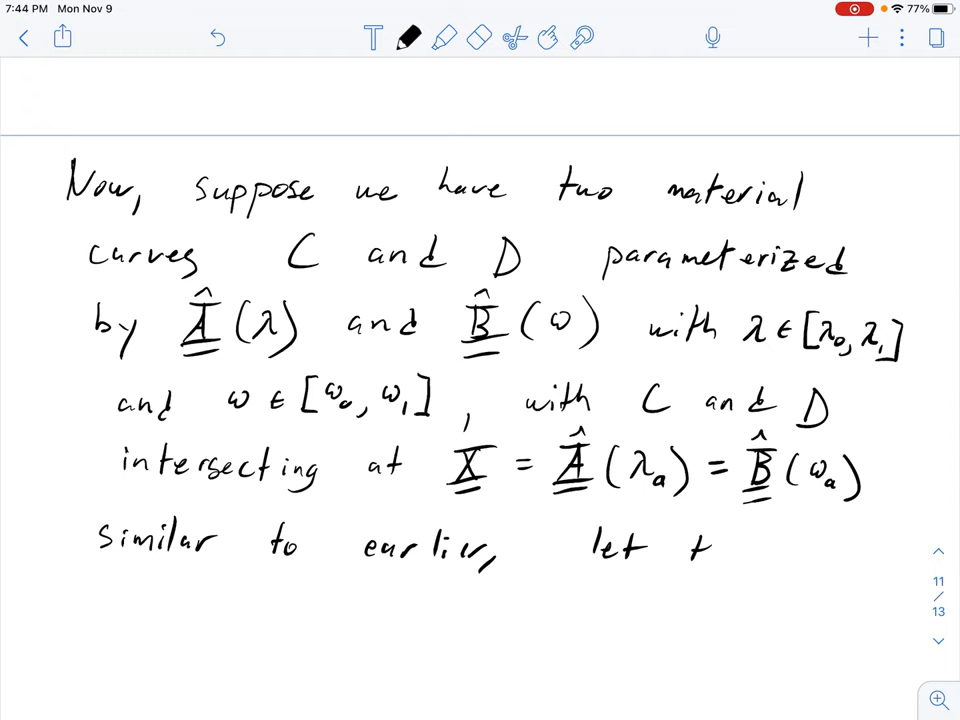 7:44 PM Mon Nov 9
77%
Now, suppose we have two material
curves C and D parameterized
by Â(λ) and B̂(ω) with λ ∈ [λ₀, λ₁]
and ω ∈ [ω₀, ω₁], with C and D
intersecting at X = Â(λₐ) = B̂(ωₐ)
similar to earlier, let t
11
/
13